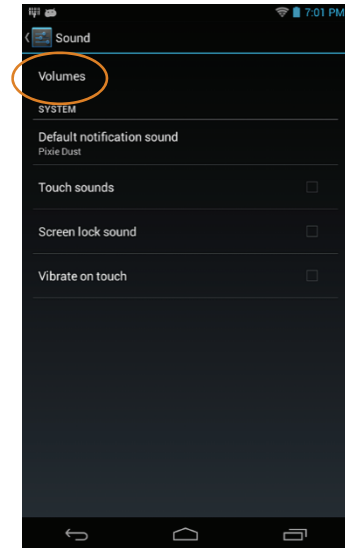 7:01 PM
Sound
Volumes
SYSTEM
Default notification sound
Pixie Dust
Touch sounds
Screen lock sound
Vibrate on touch